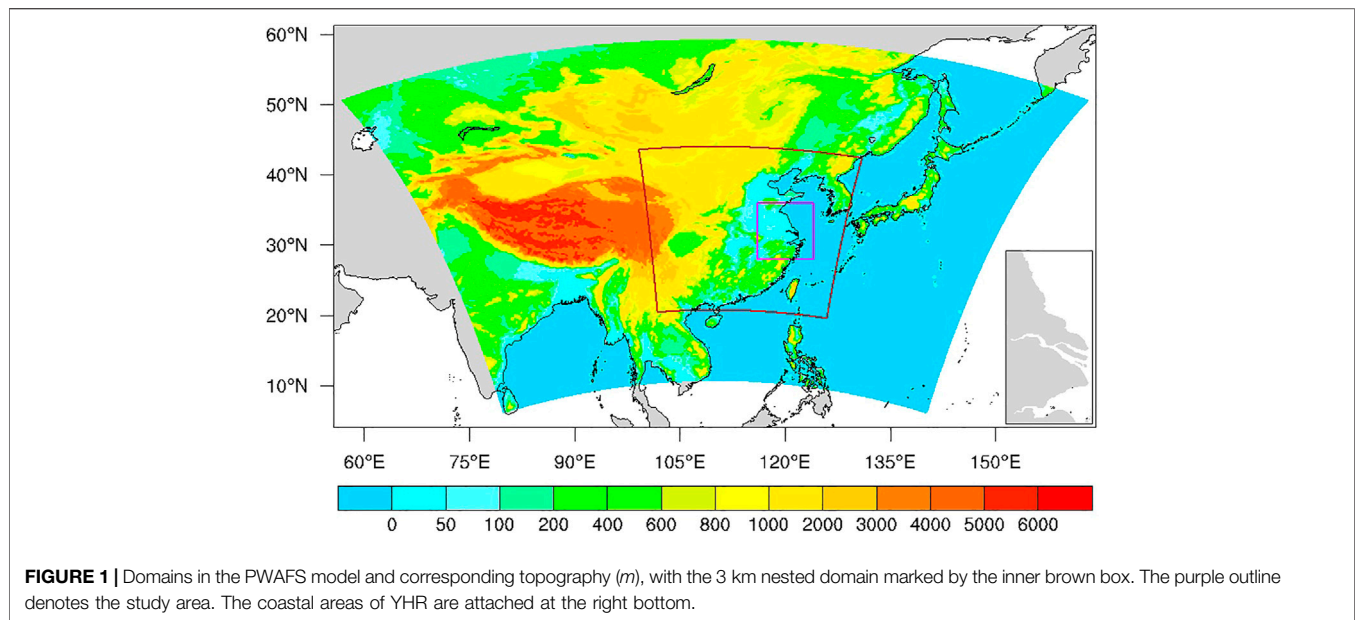 60°N
50°N
40°N
30°N
20°N
10°N
60°E 75°E 90°E 105°E 120°E 135°E 150°E
0 50 100 200 400 600 800 1000 2000 3000 4000 5000 6000
FIGURE 1 | Domains in the PWAFS model and corresponding topography (m), with the 3 km nested domain marked by the inner brown box. The purple outline
denotes the study area. The coastal areas of YHR are attached at the right bottom.